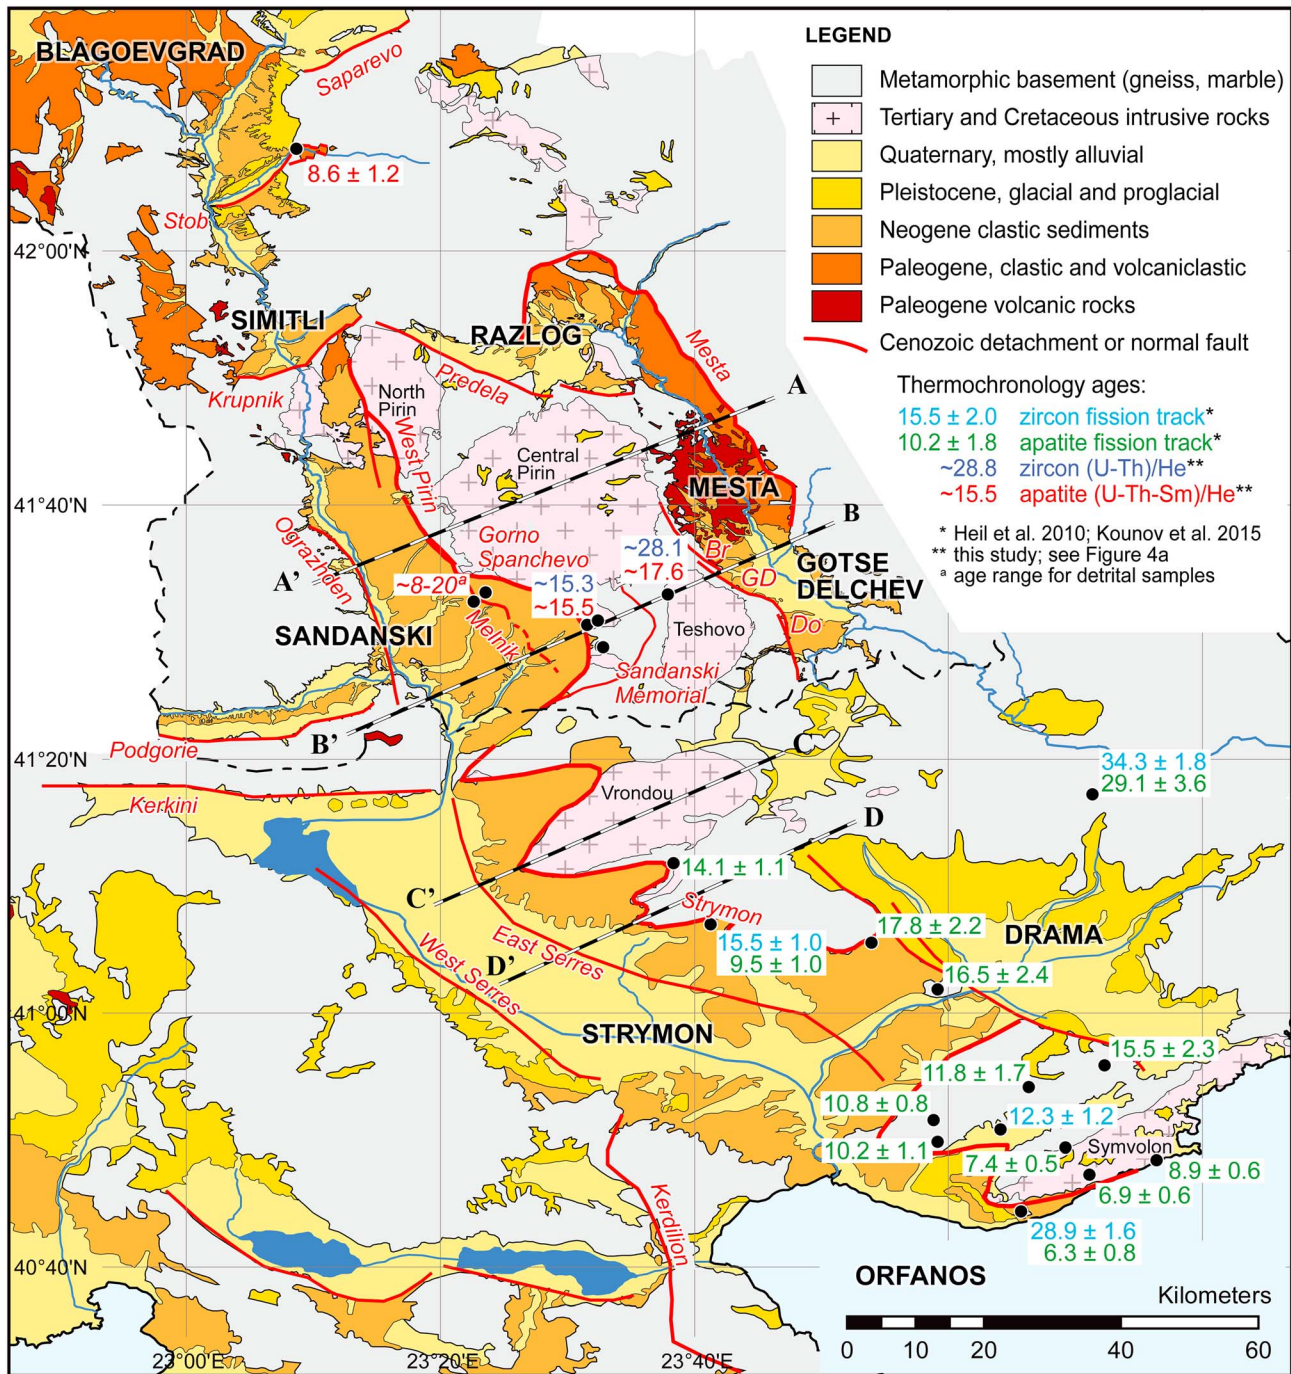 BLAGOEVGRAD
Saparevo
8.6 ± 1.2
Stob
42°00'N
SIMITLI
RAZLOG
Mesta
Krupnik
North
Pirin
Predela
A
West Pirin
Central
Pirin
MESTA
41°40'N
B
Ograzhden
Gorno
Spanchevo
~28.1
~17.6
Br
GD
GOTSE
DELCHEV
A'
~8-20ᵃ
~15.3
~15.5
Do
Teshovo
SANDANSKI
Melnik
Sandanski
Memorial
B'
Podgorie
C
41°20'N
34.3 ± 1.8
29.1 ± 3.6
Kerkini
Vrondou
D
14.1 ± 1.1
C'
Strymon
17.8 ± 2.2
DRAMA
15.5 ± 1.0
9.5 ± 1.0
West Serres
East Serres
D'
16.5 ± 2.4
41°00'N
STRYMON
15.5 ± 2.3
11.8 ± 1.7
10.8 ± 0.8
12.3 ± 1.2
10.2 ± 1.1
Symvolon
7.4 ± 0.5
8.9 ± 0.6
6.9 ± 0.6
Kerdilion
28.9 ± 1.6
6.3 ± 0.8
40°40'N
ORFANOS
Kilometers
0 10 20 40 60
23°00'E
23°20'E
23°40'E
LEGEND
Metamorphic basement (gneiss, marble)
Tertiary and Cretaceous intrusive rocks
Quaternary, mostly alluvial
Pleistocene, glacial and proglacial
Neogene clastic sediments
Paleogene, clastic and volcaniclastic
Paleogene volcanic rocks
Cenozoic detachment or normal fault
Thermochronology ages:
15.5 ± 2.0 zircon fission track*
10.2 ± 1.8 apatite fission track*
~28.8 zircon (U-Th)/He**
~15.5 apatite (U-Th-Sm)/He**
* Heil et al. 2010; Kounov et al. 2015
** this study; see Figure 4a
ᵃ age range for detrital samples